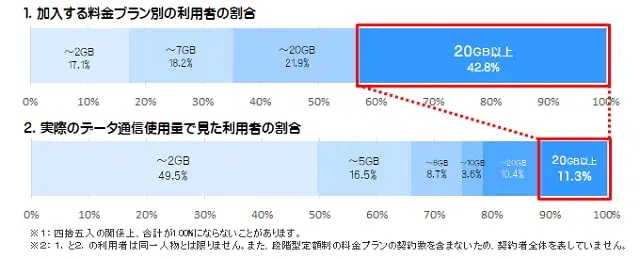 1. 加入する料金プラン別の利用者の割合
～2GB ～7GB ～20GB 20GB以上
17.1% 18.2% 21.9% 42.8%
0% 10% 20% 30% 40% 50% 60% 70% 80% 90% 100%
2. 実際のデータ通信使用量で見た利用者の割合
～2GB ～5GB ～8GB ～10GB ～20GB 20GB以上
49.5% 16.5% 8.7% 3.6% 10.4% 11.3%
0% 10% 20% 30% 40% 50% 60% 70% 80% 90% 100%
※1：四捨五入の関係上、合計が100%にならないことがあります。
※2：1. と2. の利用者は同一人物とは限りません。また、段階型定額制の料金プランの契約数を含まないため、契約者全体を表していません。